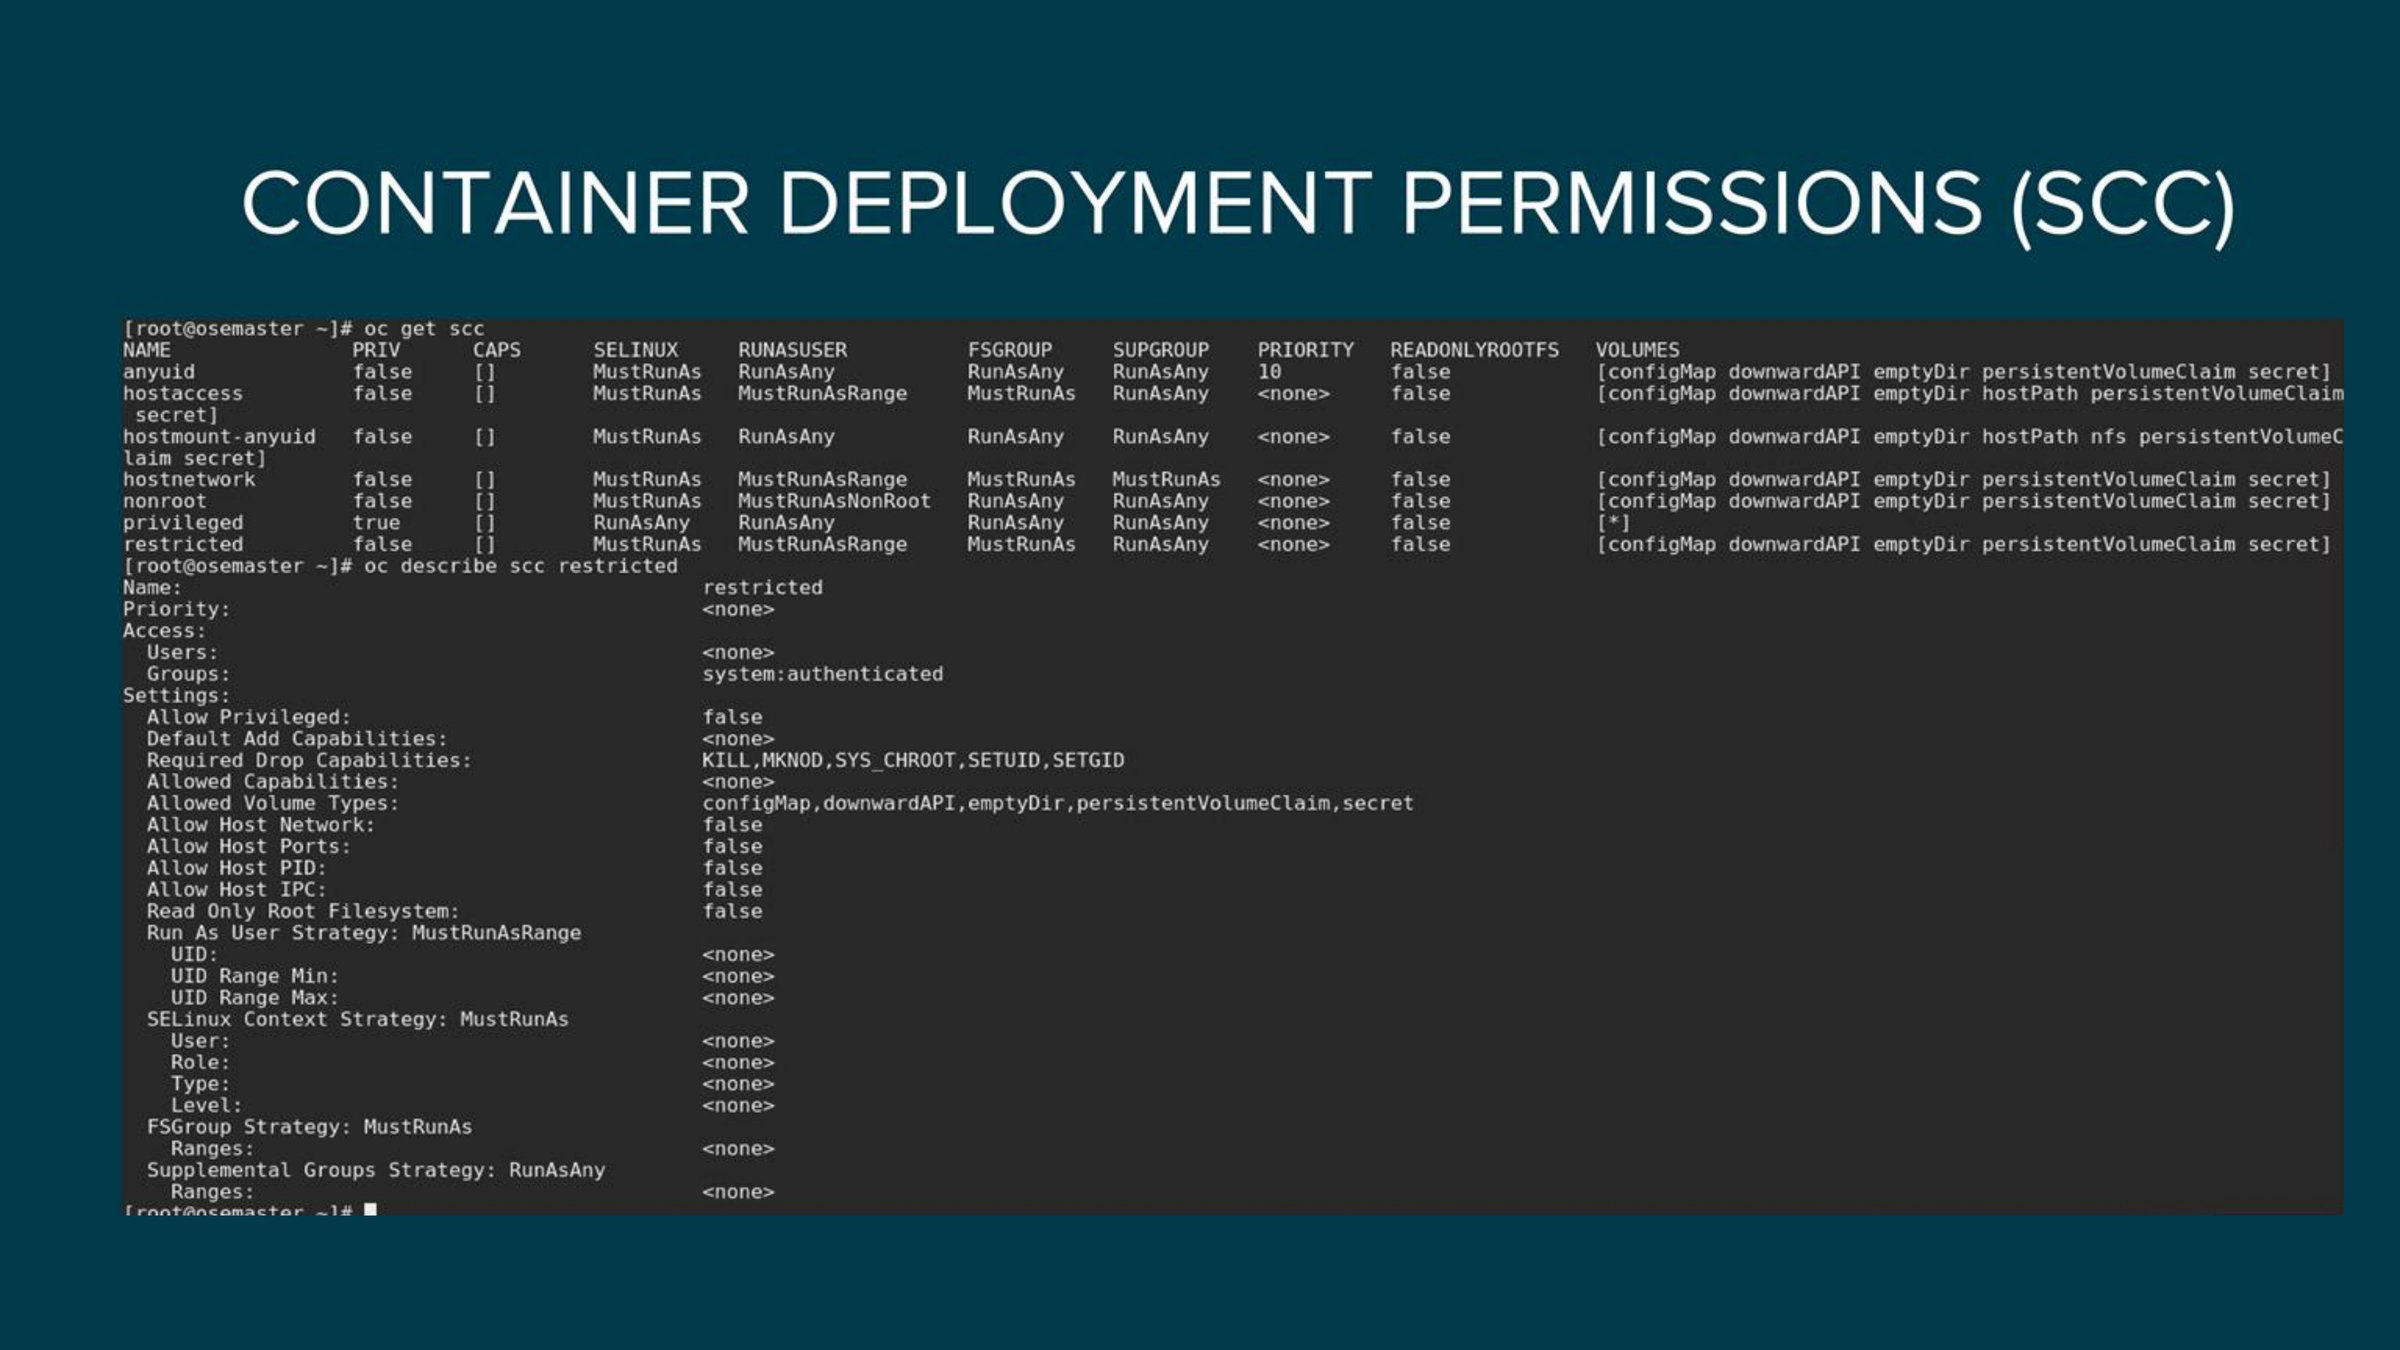 CONTAINER DEPLOYMENT PERMISSIONS (SCC)
[root@osemaster ~]# oc get scc
NAME PRIV CAPS SELINUX RUNASUSER FSGROUP SUPGROUP PRIORITY READONLYROOTFS VOLUMES
anyuid false [] MustRunAs RunAsAny RunAsAny RunAsAny 10 false [configMap downwardAPI emptyDir persistentVolumeClaim secret]
hostaccess false [] MustRunAs MustRunAsRange MustRunAs RunAsAny <none> false [configMap downwardAPI emptyDir hostPath persistentVolumeClaim
secret]
hostmount-anyuid false [] MustRunAs RunAsAny RunAsAny RunAsAny <none> false [configMap downwardAPI emptyDir hostPath nfs persistentVolumeC
laim secret]
hostnetwork false [] MustRunAs MustRunAsRange MustRunAs MustRunAs <none> false [configMap downwardAPI emptyDir persistentVolumeClaim secret]
nonroot false [] MustRunAs MustRunAsNonRoot RunAsAny RunAsAny <none> false [configMap downwardAPI emptyDir persistentVolumeClaim secret]
privileged true [] RunAsAny RunAsAny RunAsAny RunAsAny <none> false [*]
restricted false [] MustRunAs MustRunAsRange MustRunAs RunAsAny <none> false [configMap downwardAPI emptyDir persistentVolumeClaim secret]
[root@osemaster ~]# oc describe scc restricted
Name: restricted
Priority: <none>
Access:
Users: <none>
Groups: system:authenticated
Settings:
Allow Privileged: false
Default Add Capabilities: <none>
Required Drop Capabilities: KILL,MKNOD,SYS_CHROOT,SETUID,SETGID
Allowed Capabilities: <none>
Allowed Volume Types: configMap,downwardAPI,emptyDir,persistentVolumeClaim,secret
Allow Host Network: false
Allow Host Ports: false
Allow Host PID: false
Allow Host IPC: false
Read Only Root Filesystem: false
Run As User Strategy: MustRunAsRange
UID: <none>
UID Range Min: <none>
UID Range Max: <none>
SELinux Context Strategy: MustRunAs
User: <none>
Role: <none>
Type: <none>
Level: <none>
FSGroup Strategy: MustRunAs
Ranges: <none>
Supplemental Groups Strategy: RunAsAny
Ranges: <none>
[root@osemaster ~]#